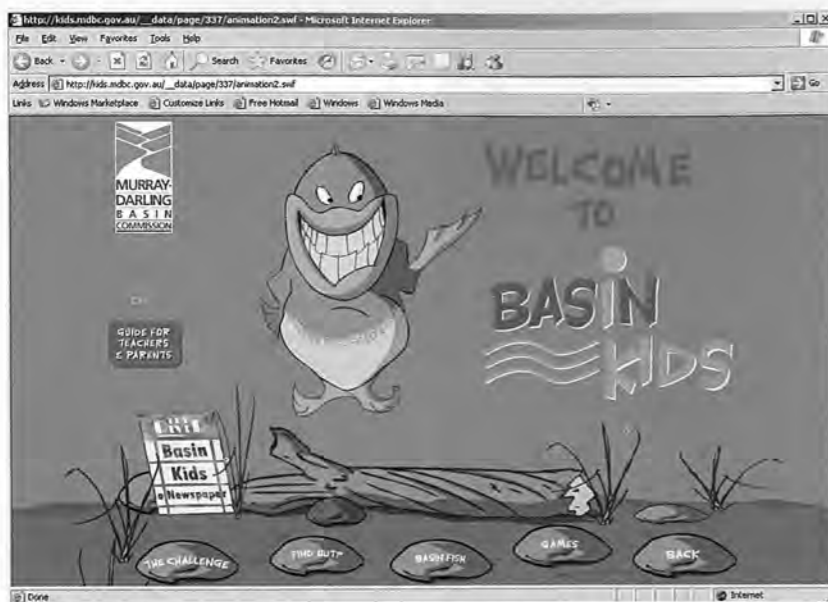 http://kids.mdbc.gov.au/__data/page/337/animation2.swf - Microsoft Internet Explorer
File Edit View Favorites Tools Help
Back Search Favorites
Address http://kids.mdbc.gov.au/__data/page/337/animation2.swf Go
Links Windows Marketplace Customize Links Free Hotmail Windows Windows Media
MURRAY-
DARLING
BASIN
COMMISSION
WELCOME
TO
BASIN
KIDS
GUIDE FOR
TEACHERS
& PARENTS
Basin
Kids
e Newspaper
THE CHALLENGE
FIND OUT
BASIN FISH
GAMES
BACK
Done Internet